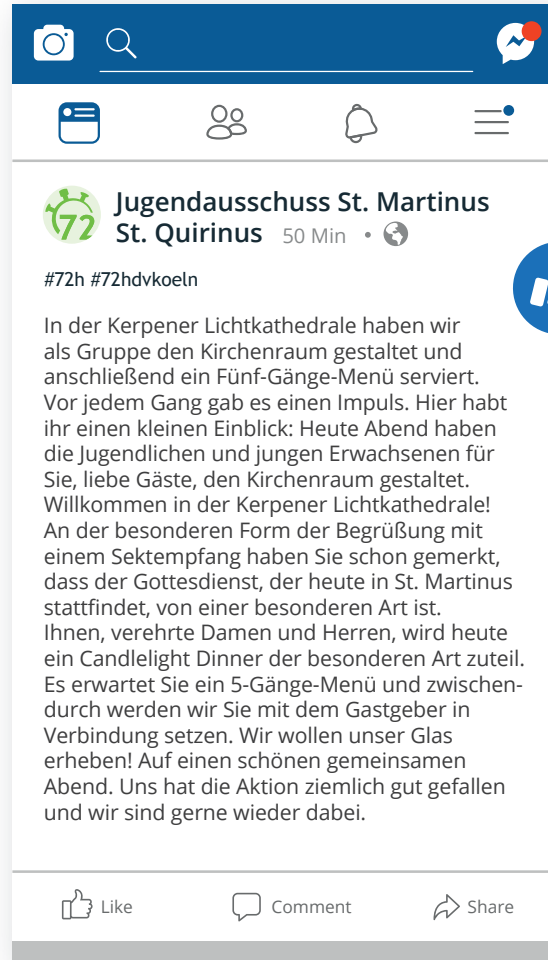 72
Jugendausschuss St. Martinus
St. Quirinus 50 Min •
#72h #72hdvkoeln
In der Kerpener Lichtkathedrale haben wir
als Gruppe den Kirchenraum gestaltet und
anschließend ein Fünf-Gänge-Menü serviert.
Vor jedem Gang gab es einen Impuls. Hier habt
ihr einen kleinen Einblick: Heute Abend haben
die Jugendlichen und jungen Erwachsenen für
Sie, liebe Gäste, den Kirchenraum gestaltet.
Willkommen in der Kerpener Lichtkathedrale!
An der besonderen Form der Begrüßung mit
einem Sektempfang haben Sie schon gemerkt,
dass der Gottesdienst, der heute in St. Martinus
stattfindet, von einer besonderen Art ist.
Ihnen, verehrte Damen und Herren, wird heute
ein Candlelight Dinner der besonderen Art zuteil.
Es erwartet Sie ein 5-Gänge-Menü und zwischen-
durch werden wir Sie mit dem Gastgeber in
Verbindung setzen. Wir wollen unser Glas
erheben! Auf einen schönen gemeinsamen
Abend. Uns hat die Aktion ziemlich gut gefallen
und wir sind gerne wieder dabei.
Like Comment Share